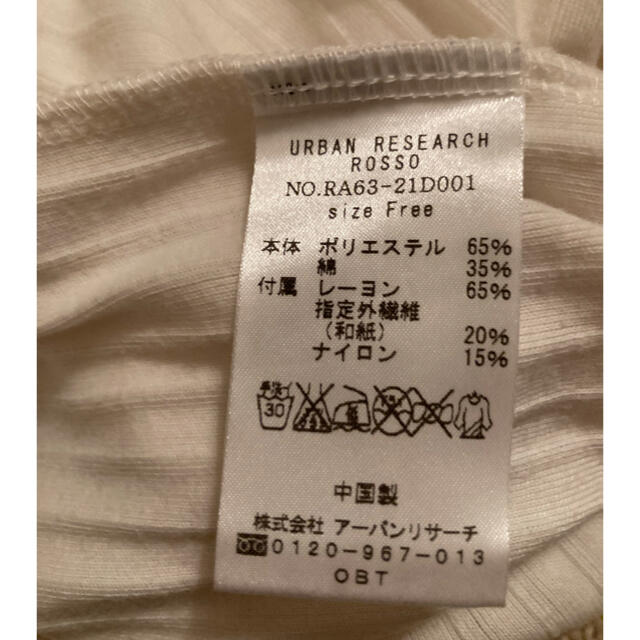 URBAN RESEARCH
ROSSO
NO.RA63-21D001
size Free
本体 ポリエステル 65%
綿 35%
付属 レーヨン 65%
指定外繊維
(和紙) 20%
ナイロン 15%
手洗イ
30
中国製
株式会社 アーバンリサーチ
0120-967-013
OBT